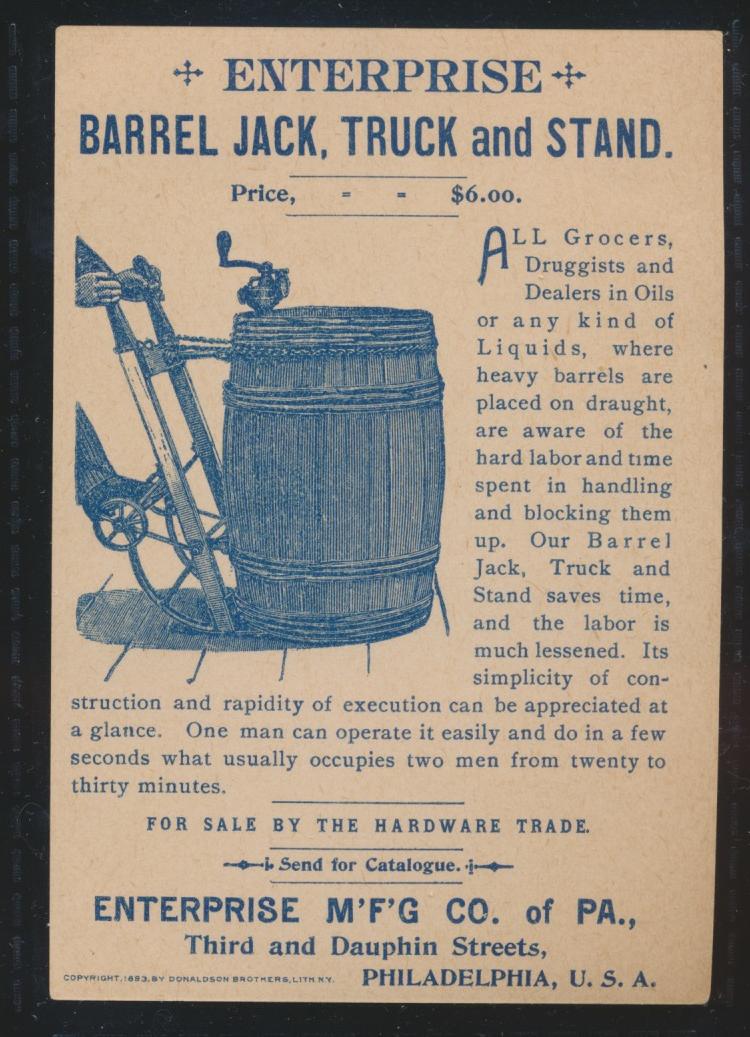 ENTERPRISE
BARREL JACK, TRUCK and STAND.
Price, = = $6.00.
ALL Grocers,
Druggists and
Dealers in Oils
or any kind of
Liquids, where
heavy barrels are
placed on draught,
are aware of the
hard labor and time
spent in handling
and blocking them
up. Our Barrel
Jack, Truck and
Stand saves time,
and the labor is
much lessened. Its
simplicity of con-
struction and rapidity of execution can be appreciated at
a glance. One man can operate it easily and do in a few
seconds what usually occupies two men from twenty to
thirty minutes.
FOR SALE BY THE HARDWARE TRADE.
Send for Catalogue.
ENTERPRISE M'F'G CO. of PA.,
Third and Dauphin Streets,
COPYRIGHT, 1893, BY DONALDSON BROTHERS, LITH N.Y. PHILADELPHIA, U. S. A.